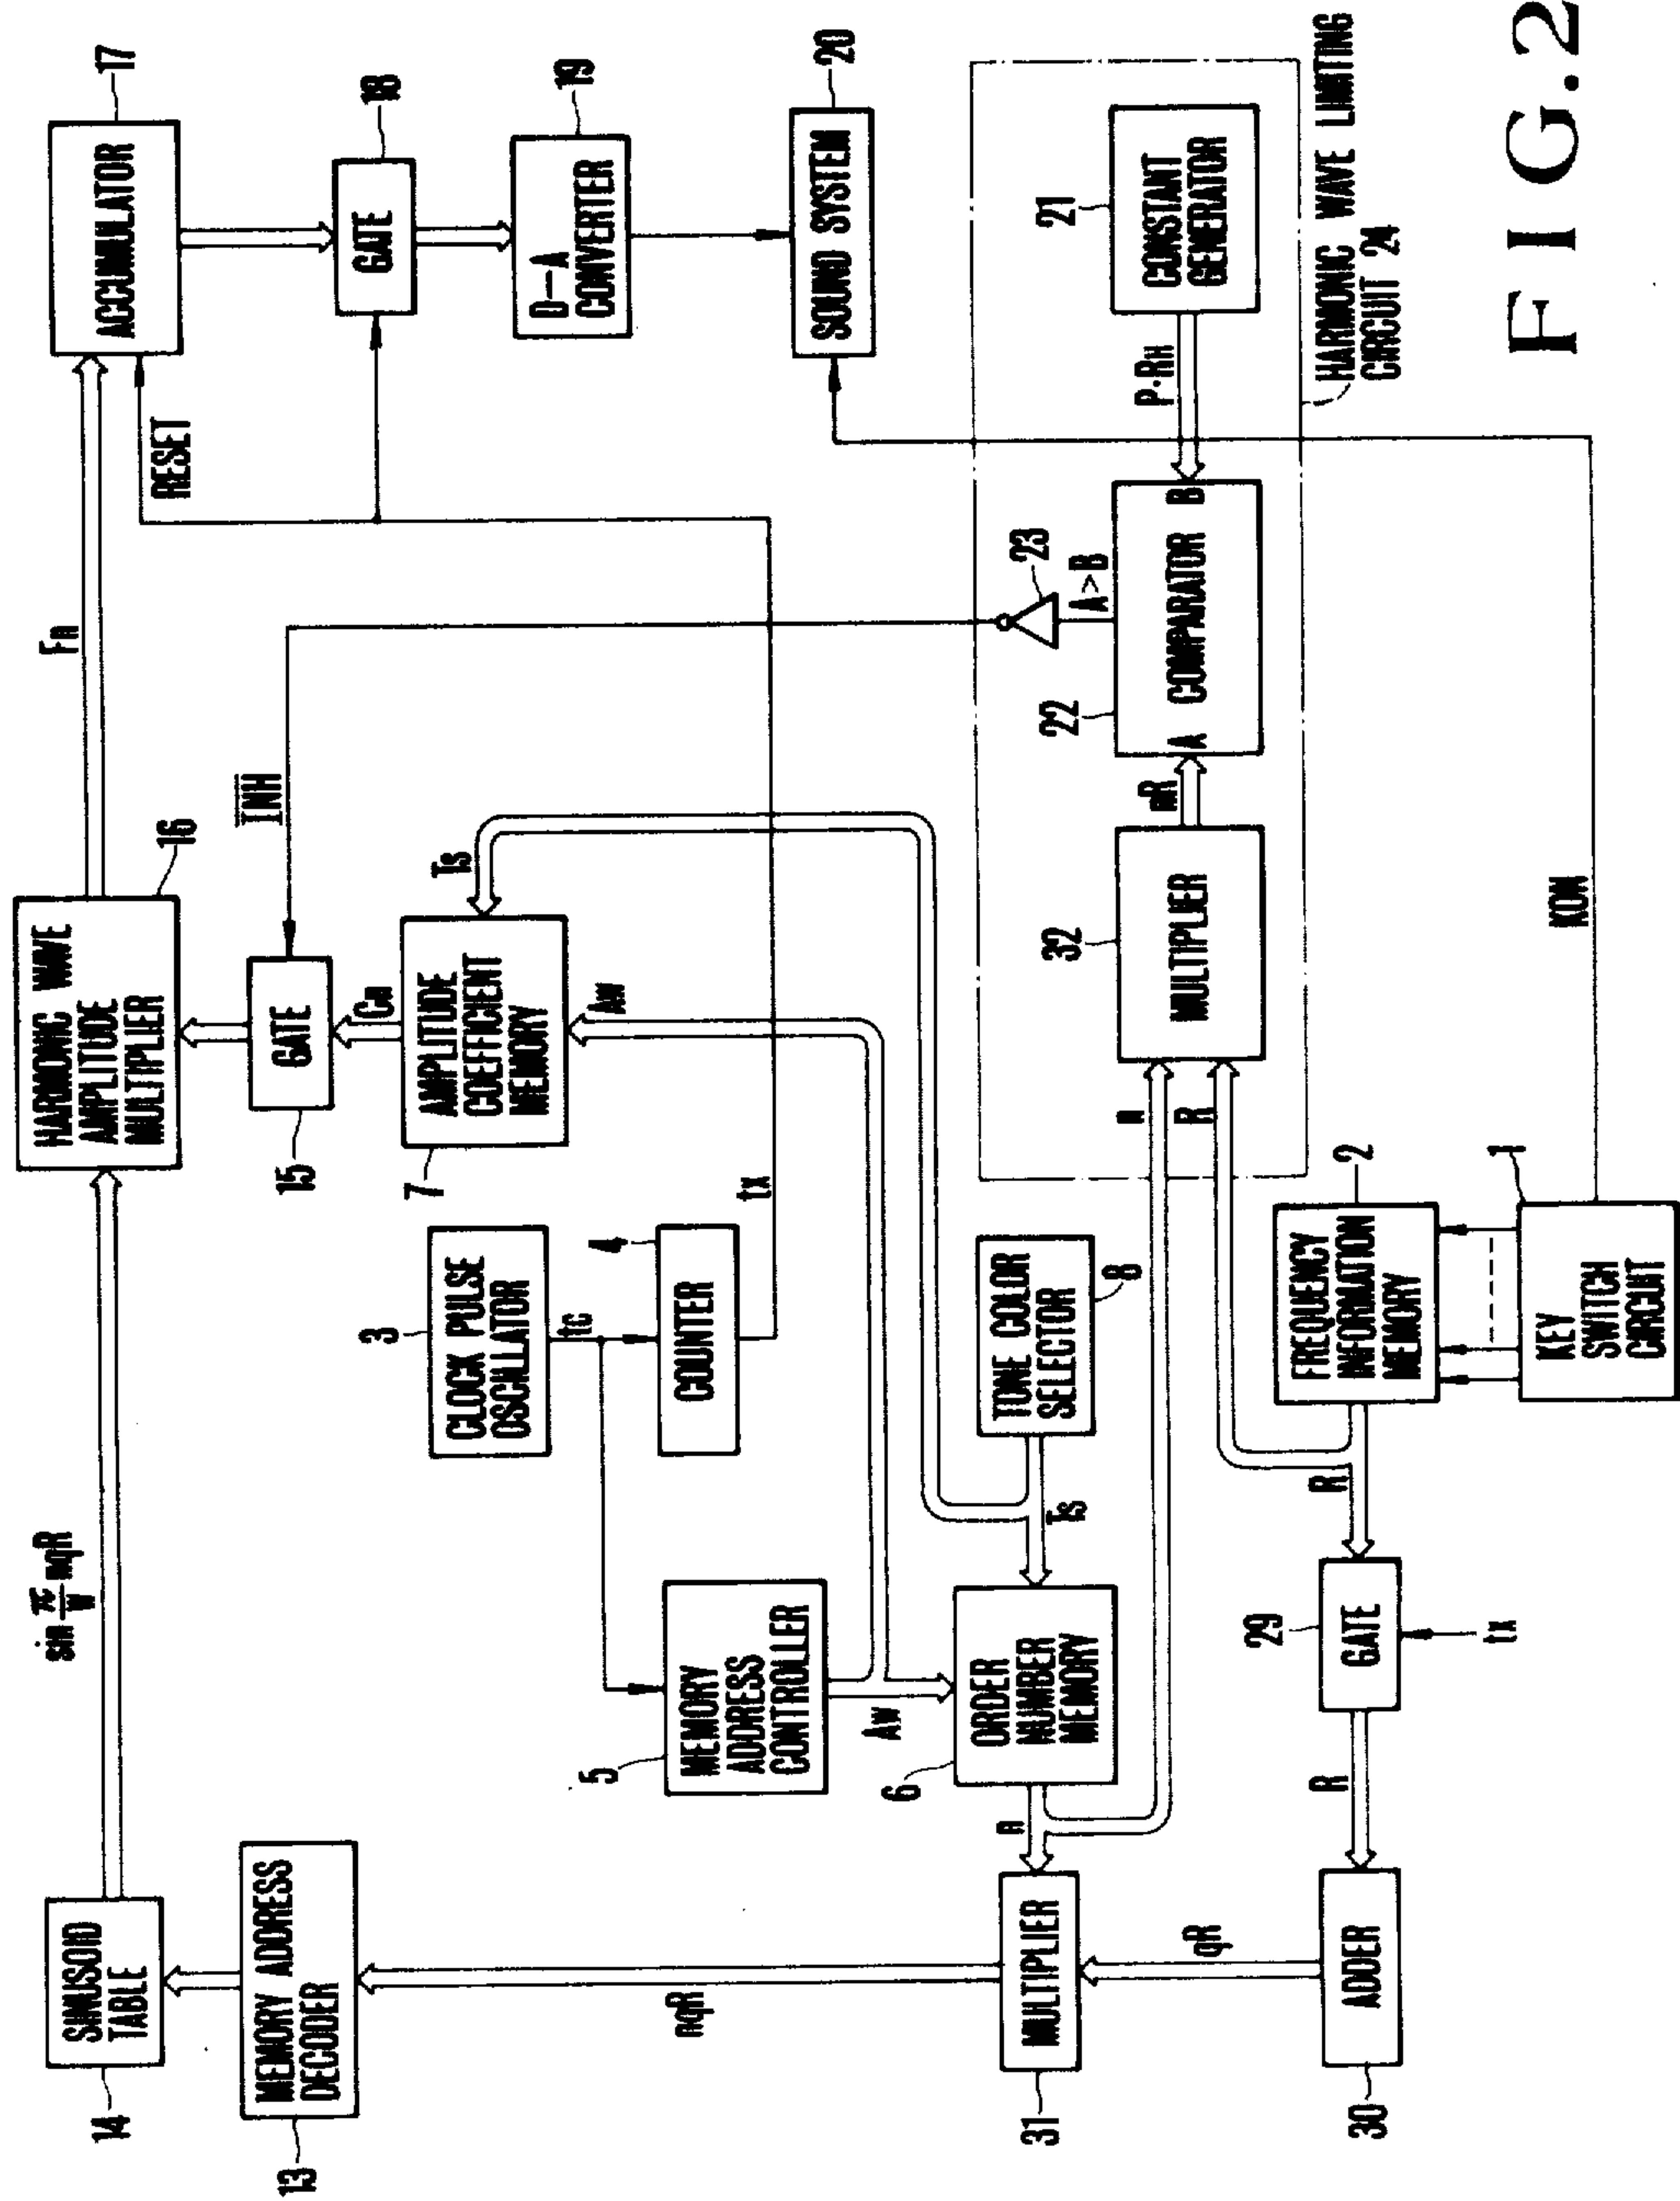 SINUSOID
TABLE
14
sin π/W nqR
HARMONIC WAVE
AMPLITUDE
MULTIPLIER
16
Fn
ACCUMULATOR
17
RESET
MEMORY ADDRESS
DECODER
13
GATE
15
INH
GATE
18
Cn
CLOCK PULSE
OSCILLATOR
3
AMPLITUDE
COEFFICIENT
MEMORY
7
Ts
D-A
CONVERTER
19
tc
Aw
COUNTER
4
tx
MEMORY
ADDRESS
CONTROLLER
5
SOUND SYSTEM
20
Aw
nqR
ORDER
NUMBER
MEMORY
6
Ts
TONE COLOR
SELECTOR
8
n
MULTIPLIER
31
23
A>B
n
R
MULTIPLIER
32
nR
A COMPARATOR B
22
P·RH
CONSTANT
GENERATOR
21
HARMONIC WAVE LIMITING
CIRCUIT 24
qR
ADDER
30
R
GATE
29
tx
R
FREQUENCY
INFORMATION
MEMORY
2
KEY
SWITCH
CIRCUIT
1
KON
FIG.2